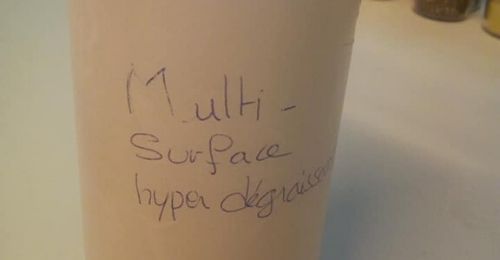 Multi-
Surface
hyper dégraissant